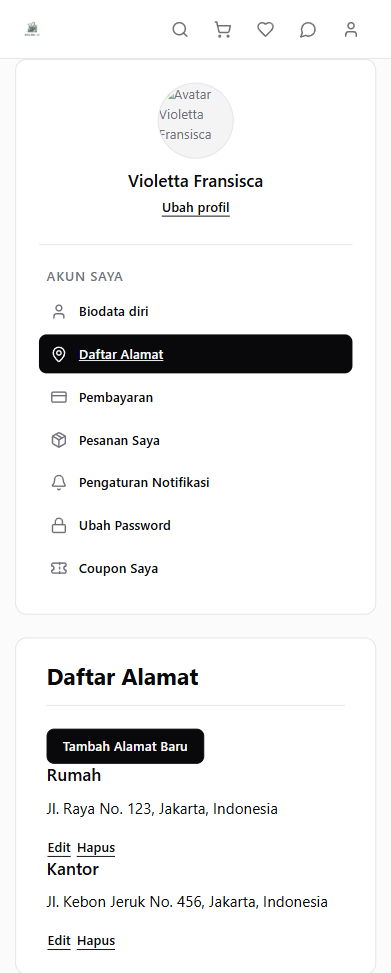 Avatar
Violetta
Fransisca
Violetta Fransisca
Ubah profil
AKUN SAYA
Biodata diri
Daftar Alamat
Pembayaran
Pesanan Saya
Pengaturan Notifikasi
Ubah Password
Coupon Saya
Daftar Alamat
Tambah Alamat Baru
Rumah
Jl. Raya No. 123, Jakarta, Indonesia
Edit Hapus
Kantor
Jl. Kebon Jeruk No. 456, Jakarta, Indonesia
Edit Hapus